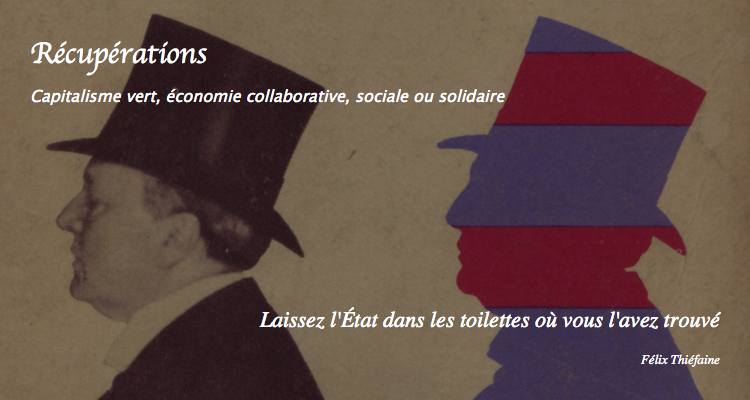 Récupérations
Capitalisme vert, économie collaborative, sociale ou solidaire
Laissez l'État dans les toilettes où vous l'avez trouvé
Félix Thiéfaine